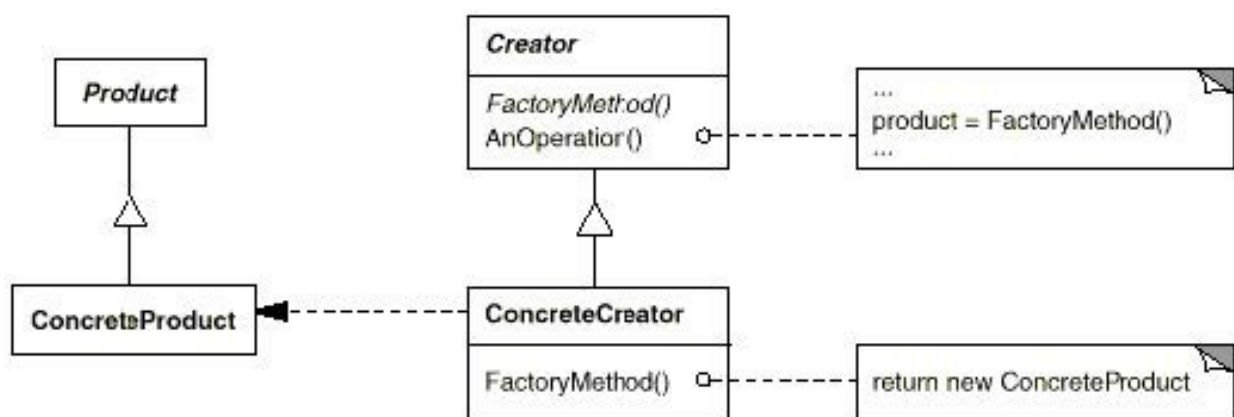 Creator
Product
FactoryMethod()
AnOperation()
...
product = FactoryMethod()
...
ConcreteProduct
ConcreteCreator
FactoryMethod()
return new ConcreteProduct